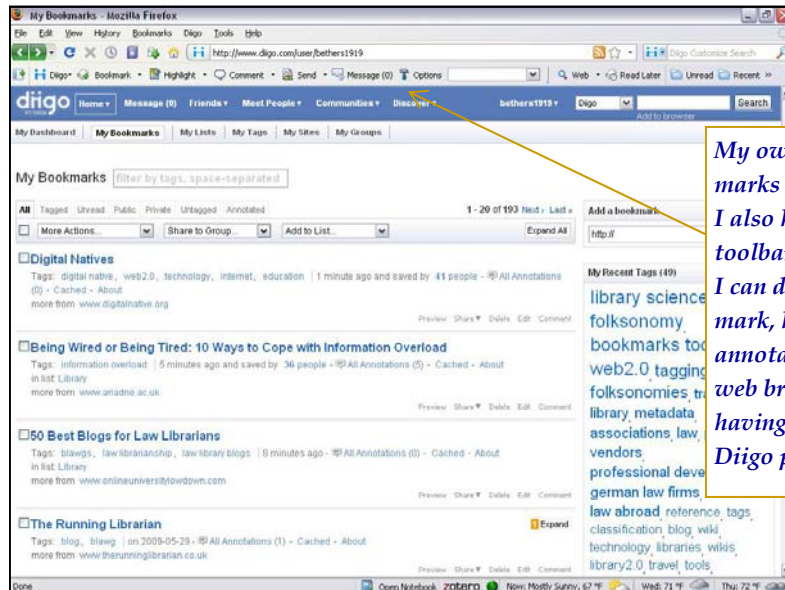 My Bookmarks - Mozilla Firefox
File Edit View History Bookmarks Diigo Tools Help
http://www.diigo.com/user/bethers1919 Diigo Customize Search
Diigo Bookmark Highlight Comment Send Message (0) Options Web Read Later Unread Recent »
diigo Home Message (0) Friends Meet People Communities Discover bethers1919 Diigo Search
Add to browser
My Dashboard My Bookmarks My Lists My Tags My Sites My Groups
My Bookmarks filter by tags, space-separated
All Tagged Unread Public Private Untagged Annotated 1 - 20 of 193 Next › Last »
More Actions... Share to Group... Add to List... Expand All
Digital Natives
Tags: digital native, web2.0, technology, internet, education | 1 minute ago and saved by 41 people - All Annotations
(0) - Cached - About
more from www.digitalnative.org
Preview Share Delete Edit Comment
Being Wired or Being Tired: 10 Ways to Cope with Information Overload
Tags: information overload | 5 minutes ago and saved by 36 people - All Annotations (5) - Cached - About
in list: Library
more from www.ariadne.ac.uk
Preview Share Delete Edit Comment
50 Best Blogs for Law Librarians
Tags: blawgs, law librarianship, law library blogs | 8 minutes ago - All Annotations (0) - Cached - About
in list: Library
more from www.onlineuniversitylowdown.com
Preview Share Delete Edit Comment
The Running Librarian 1 Expand
Tags: blog, blawg | on 2009-05-29 - All Annotations (1) - Cached - About
more from www.therunninglibrarian.co.uk
Preview Share Delete Edit Comment
Add a bookmark
http://
My Recent Tags (49)
library science
folksonomy
bookmarks
web2.0 tagging
folksonomies,
library, metadata,
associations, law,
vendors,
professional
german law firms,
law abroad reference, tags,
classification blog, wiki,
technology, libraries, wikis,
library2.0, travel, tools,
My
marks
I also
I can
mark,
web
having
Diigo
Done Open Notebook zotero Now: Mostly Sunny, 67 °F Wed: 71 °F Thu: 72 °F